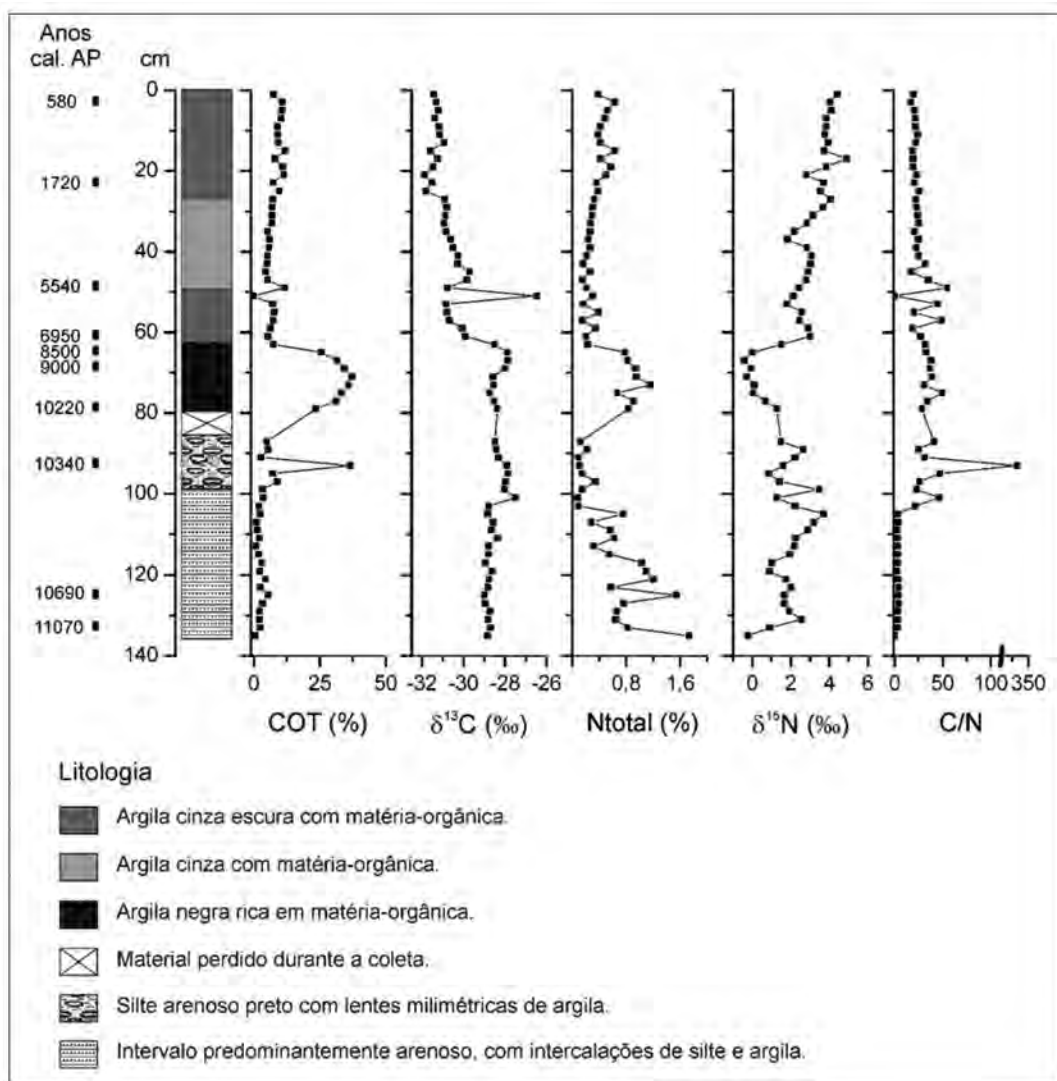 Anos
cal. AP
cm
580
1720
5540
6950
8500
9000
10220
10340
10690
11070
0
20
40
60
80
100
120
140
0 25 50
-32 -30 -28 -26
0,8 1,6
0 2 4 6
0 50 100 350
COT (%)
δ¹³C (‰)
Ntotal (%)
δ¹⁵N (‰)
C/N
Litologia
Argila cinza escura com matéria-orgânica.
Argila cinza com matéria-orgânica.
Argila negra rica em matéria-orgânica.
Material perdido durante a coleta.
Silte arenoso preto com lentes milimétricas de argila.
Intervalo predominantemente arenoso, com intercalações de silte e argila.